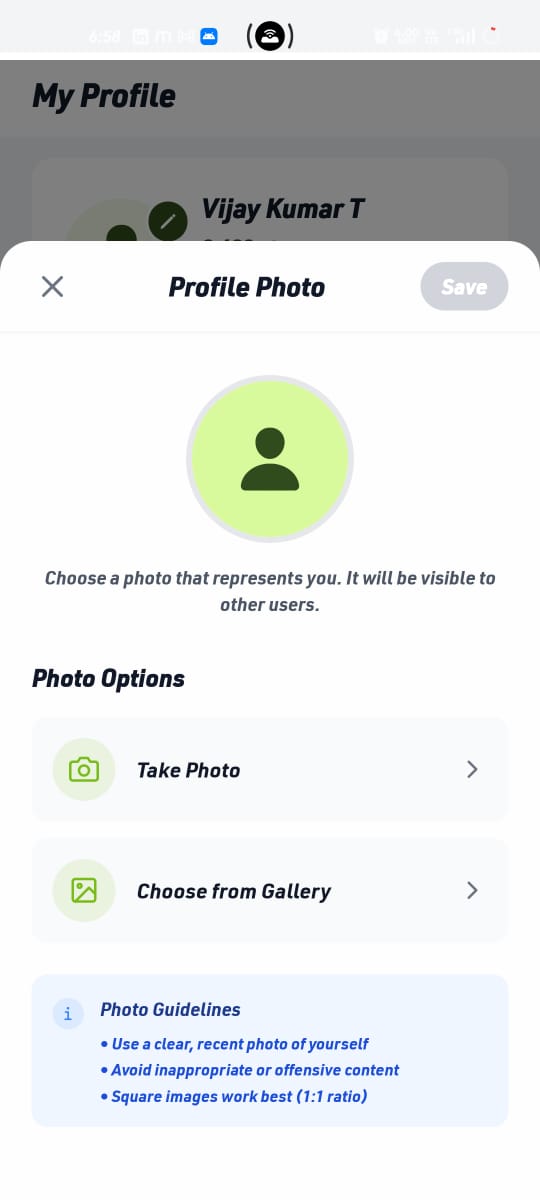 6:58
My Profile
Vijay Kumar T
Profile Photo
Save
Choose a photo that represents you. It will be visible to
other users.
Photo Options
Take Photo
Choose from Gallery
Photo Guidelines
• Use a clear, recent photo of yourself
• Avoid inappropriate or offensive content
• Square images work best (1:1 ratio)